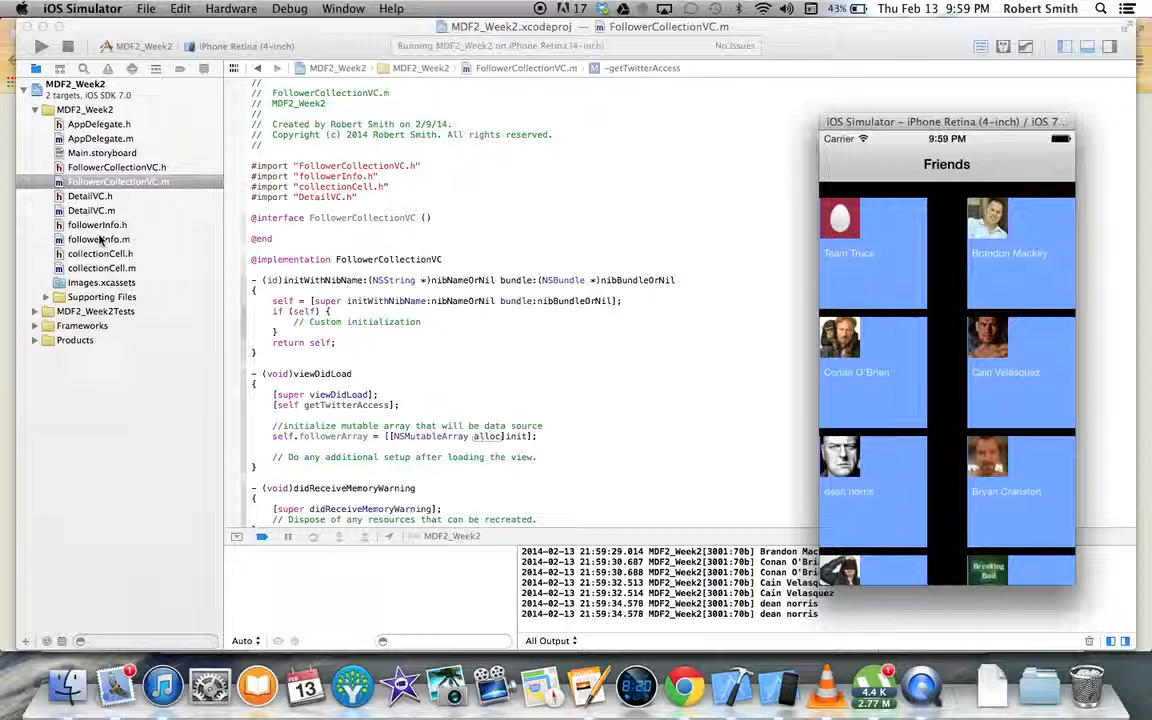 iOS Simulator File Edit Hardware Debug Window Help 17 43% Thu Feb 13 9:59 PM Robert Smith
MDF2_Week2.xcodeproj — FollowerCollectionVC.m
MDF2_Week2 iPhone Retina (4-inch) Running MDF2_Week2 on iPhone Retina (4-inch) No Issues
MDF2_Week2 MDF2_Week2 FollowerCollectionVC.m M -getTwitterAccess
MDF2_Week2
2 targets, iOS SDK 7.0
MDF2_Week2
AppDelegate.h
AppDelegate.m
Main.storyboard
FollowerCollectionVC.h
FollowerCollectionVC.m
DetailVC.h
DetailVC.m
followerInfo.h
followerInfo.m
collectionCell.h
collectionCell.m
Images.xcassets
Supporting Files
MDF2_Week2Tests
Frameworks
Products
//
// FollowerCollectionVC.m
// MDF2_Week2
//
// Created by Robert Smith on 2/9/14.
// Copyright (c) 2014 Robert Smith. All rights reserved.
//
#import "FollowerCollectionVC.h"
#import "followerInfo.h"
#import "collectionCell.h"
#import "DetailVC.h"
@interface FollowerCollectionVC ()
@end
@implementation FollowerCollectionVC
- (id)initWithNibName:(NSString *)nibNameOrNil bundle:(NSBundle *)nibBundleOrNil
{
self = [super initWithNibName:nibNameOrNil bundle:nibBundleOrNil];
if (self) {
// Custom initialization
}
return self;
}
- (void)viewDidLoad
{
[super viewDidLoad];
[self getTwitterAccess];
//initialize mutable array that will be data source
self.followerArray = [[NSMutableArray alloc]init];
// Do any additional setup after loading the view.
}
- (void)didReceiveMemoryWarning
{
[super didReceiveMemoryWarning];
// Dispose of any resources that can be recreated.
MDF2_Week2
2014-02-13 21:59:29.014 MDF2_Week2[3001:70b] Brandon Mac
2014-02-13 21:59:30.687 MDF2_Week2[3001:70b] Conan O'Bri
2014-02-13 21:59:30.688 MDF2_Week2[3001:70b] Conan O'Bri
2014-02-13 21:59:32.513 MDF2_Week2[3001:70b] Cain Velasq
2014-02-13 21:59:32.514 MDF2_Week2[3001:70b] Cain Velasquez
2014-02-13 21:59:34.578 MDF2_Week2[3001:70b] dean norris
2014-02-13 21:59:34.578 MDF2_Week2[3001:70b] dean norris
Auto All Output
iOS Simulator – iPhone Retina (4-inch) / iOS 7...
Carrier 9:59 PM
Friends
Team Truce Brandon Mackey
Conan O'Brien Cain Velasquez
dean norris Bryan Cranston
Breaking
Bad
1
FEB
13
8:20
1
4.4 K
2.77 M